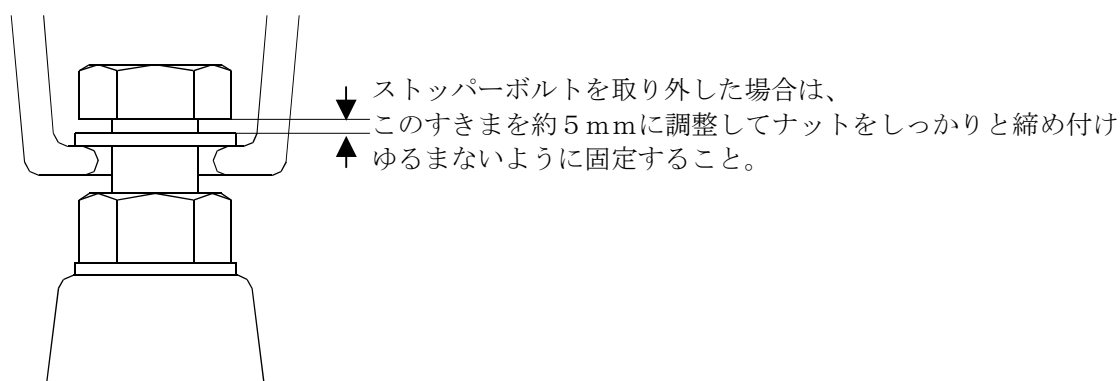 ストッパーボルトを取り外した場合は、
このすきまを約５ｍｍに調整してナットをしっかりと締め付け
ゆるまないように固定すること。